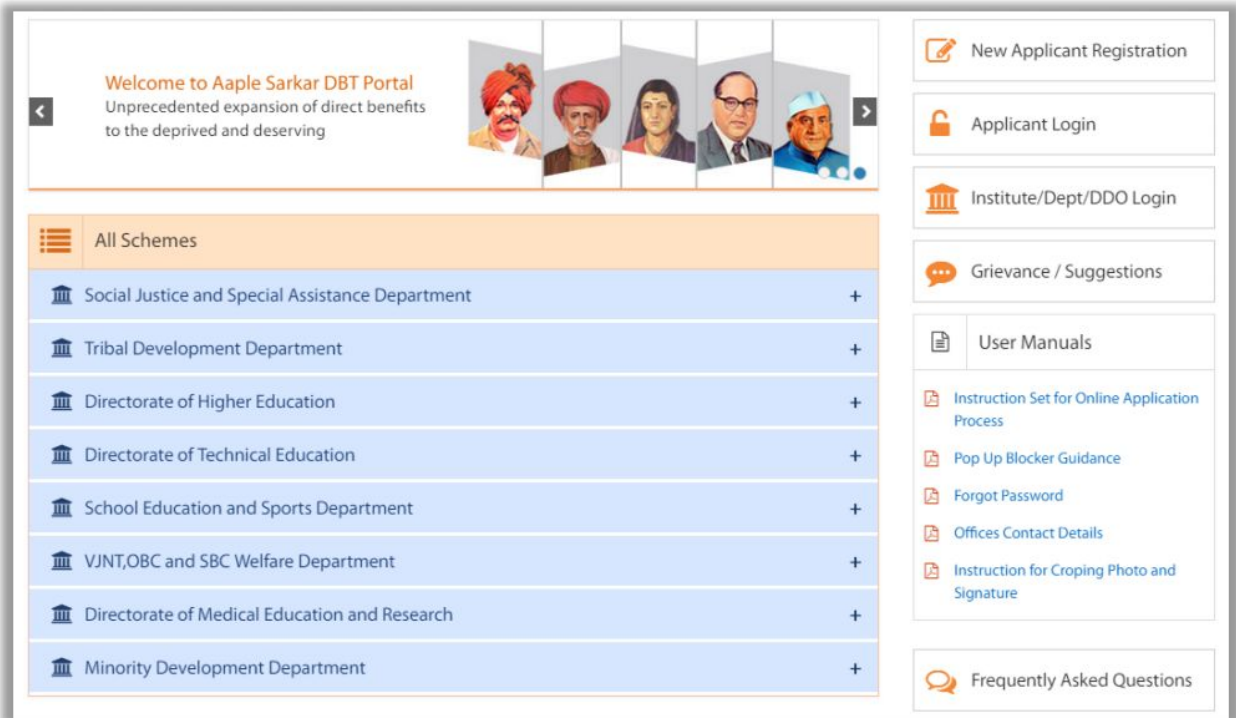 Welcome to Aaple Sarkar DBT Portal
Unprecedented expansion of direct benefits
to the deprived and deserving
All Schemes
Social Justice and Special Assistance Department +
Tribal Development Department +
Directorate of Higher Education +
Directorate of Technical Education +
School Education and Sports Department +
VJNT,OBC and SBC Welfare Department +
Directorate of Medical Education and Research +
Minority Development Department +
New Applicant Registration
Applicant Login
Institute/Dept/DDO Login
Grievance / Suggestions
User Manuals
Instruction Set for Online Application
Process
Pop Up Blocker Guidance
Forgot Password
Offices Contact Details
Instruction for Croping Photo and
Signature
Frequently Asked Questions